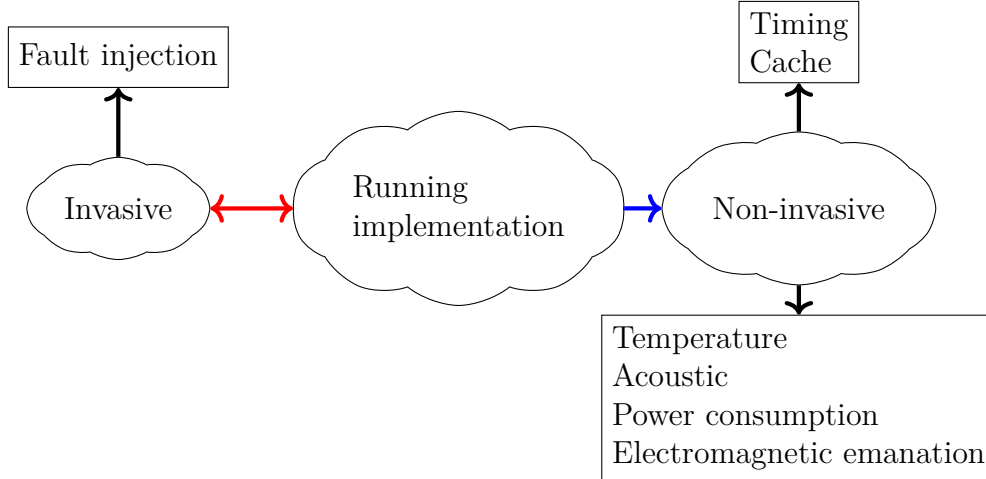 Fault injection
Timing
Cache
Invasive
Running
implementation
Non-invasive
Temperature
Acoustic
Power consumption
Electromagnetic emanation